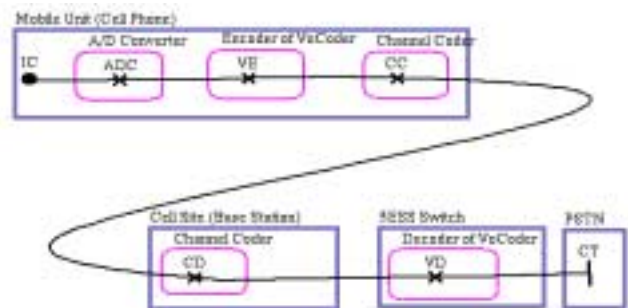 Mobile Unit (Cell Phone)
A/D Converter
Encoder of VoCoder
Channel Coder
IC
ADC
VE
CC
Cell Site (Base Station)
5ESS Switch
PSTN
Channel Coder
Decoder of VoCoder
CD
VD
CT